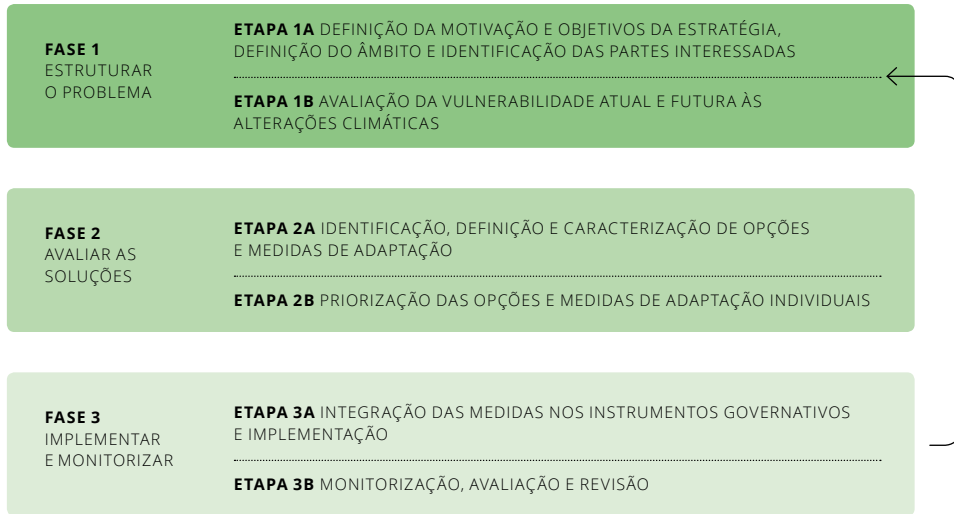 FASE 1
ESTRUTURAR
O PROBLEMA
ETAPA 1A DEFINIÇÃO DA MOTIVAÇÃO E OBJETIVOS DA ESTRATÉGIA,
DEFINIÇÃO DO ÂMBITO E IDENTIFICAÇÃO DAS PARTES INTERESSADAS
ETAPA 1B AVALIAÇÃO DA VULNERABILIDADE ATUAL E FUTURA ÀS
ALTERAÇÕES CLIMÁTICAS
FASE 2
AVALIAR AS
SOLUÇÕES
ETAPA 2A IDENTIFICAÇÃO, DEFINIÇÃO E CARACTERIZAÇÃO DE OPÇÕES
E MEDIDAS DE ADAPTAÇÃO
ETAPA 2B PRIORIZAÇÃO DAS OPÇÕES E MEDIDAS DE ADAPTAÇÃO INDIVIDUAIS
FASE 3
IMPLEMENTAR
E MONITORIZAR
ETAPA 3A INTEGRAÇÃO DAS MEDIDAS NOS INSTRUMENTOS GOVERNATIVOS
E IMPLEMENTAÇÃO
ETAPA 3B MONITORIZAÇÃO, AVALIAÇÃO E REVISÃO